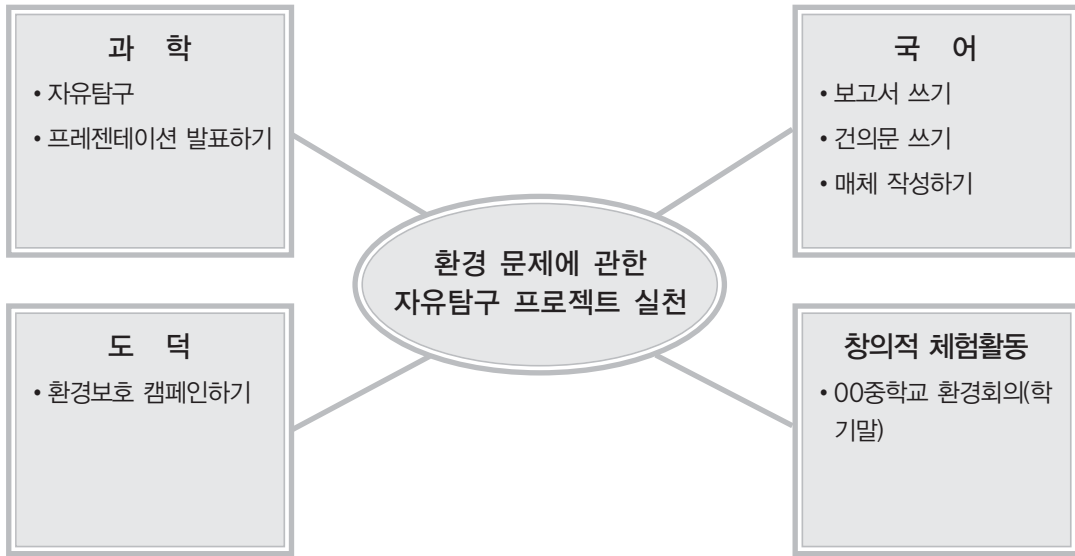 과 학
• 자유탐구
• 프레젠테이션 발표하기
국 어
• 보고서 쓰기
• 건의문 쓰기
• 매체 작성하기
환경 문제에 관한
자유탐구 프로젝트 실천
도 덕
• 환경보호 캠페인하기
창의적 체험활동
• 00중학교 환경회의(학
기말)